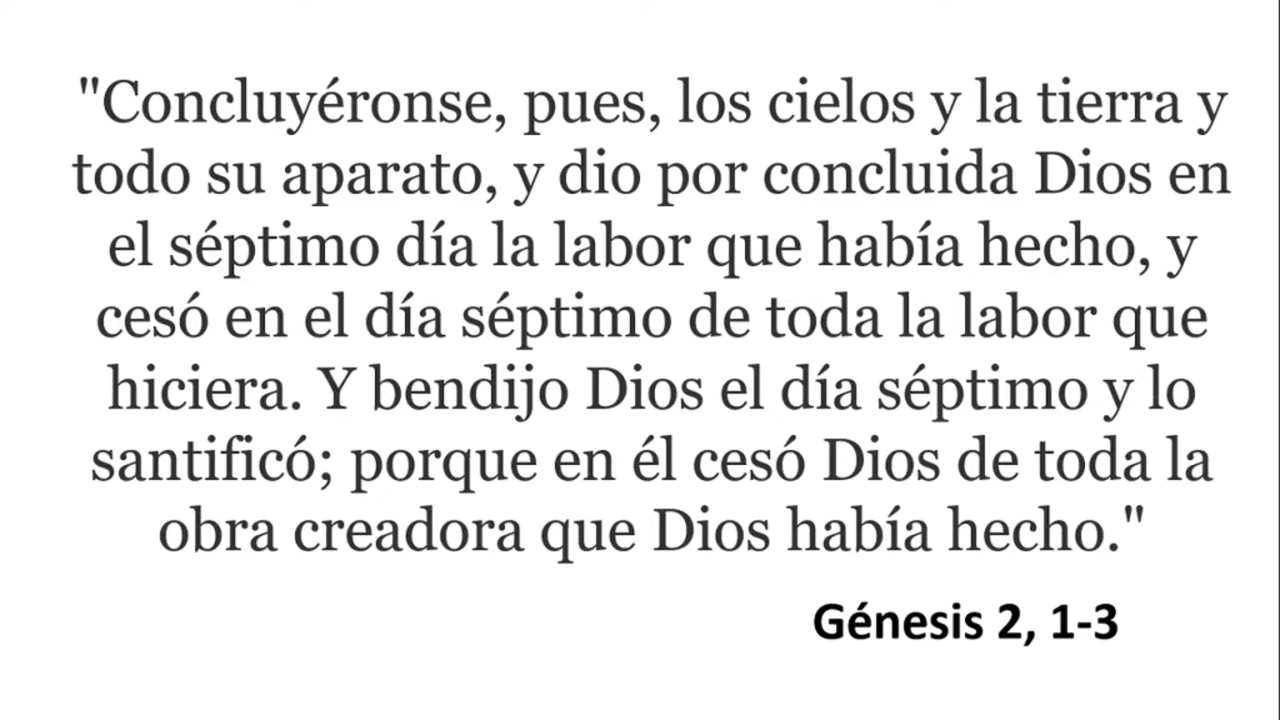 "Concluyéronse, pues, los cielos y la tierra y
todo su aparato, y dio por concluida Dios en
el séptimo día la labor que había hecho, y
cesó en el día séptimo de toda la labor que
hiciera. Y bendijo Dios el día séptimo y lo
santificó; porque en él cesó Dios de toda la
obra creadora que Dios había hecho."
Génesis 2, 1-3